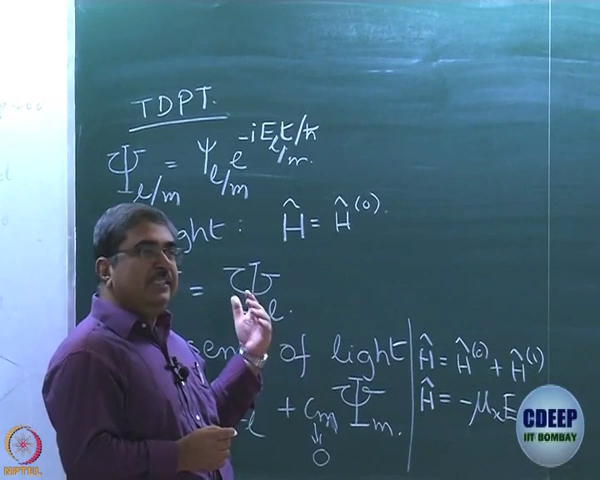 TDPT.
Ψ_{l/m} = ψ_{l/m} e^{-iE_{l/m}t/ħ}
ght : Ĥ = Ĥ^{(0)}.
= Ψ_l.
sen of light
+ c_m Ψ_m.
↓
0
Ĥ = Ĥ^{(0)} + Ĥ^{(1)}
Ĥ = -μ_x E
CDEEP
IIT BOMBAY
NPTEL